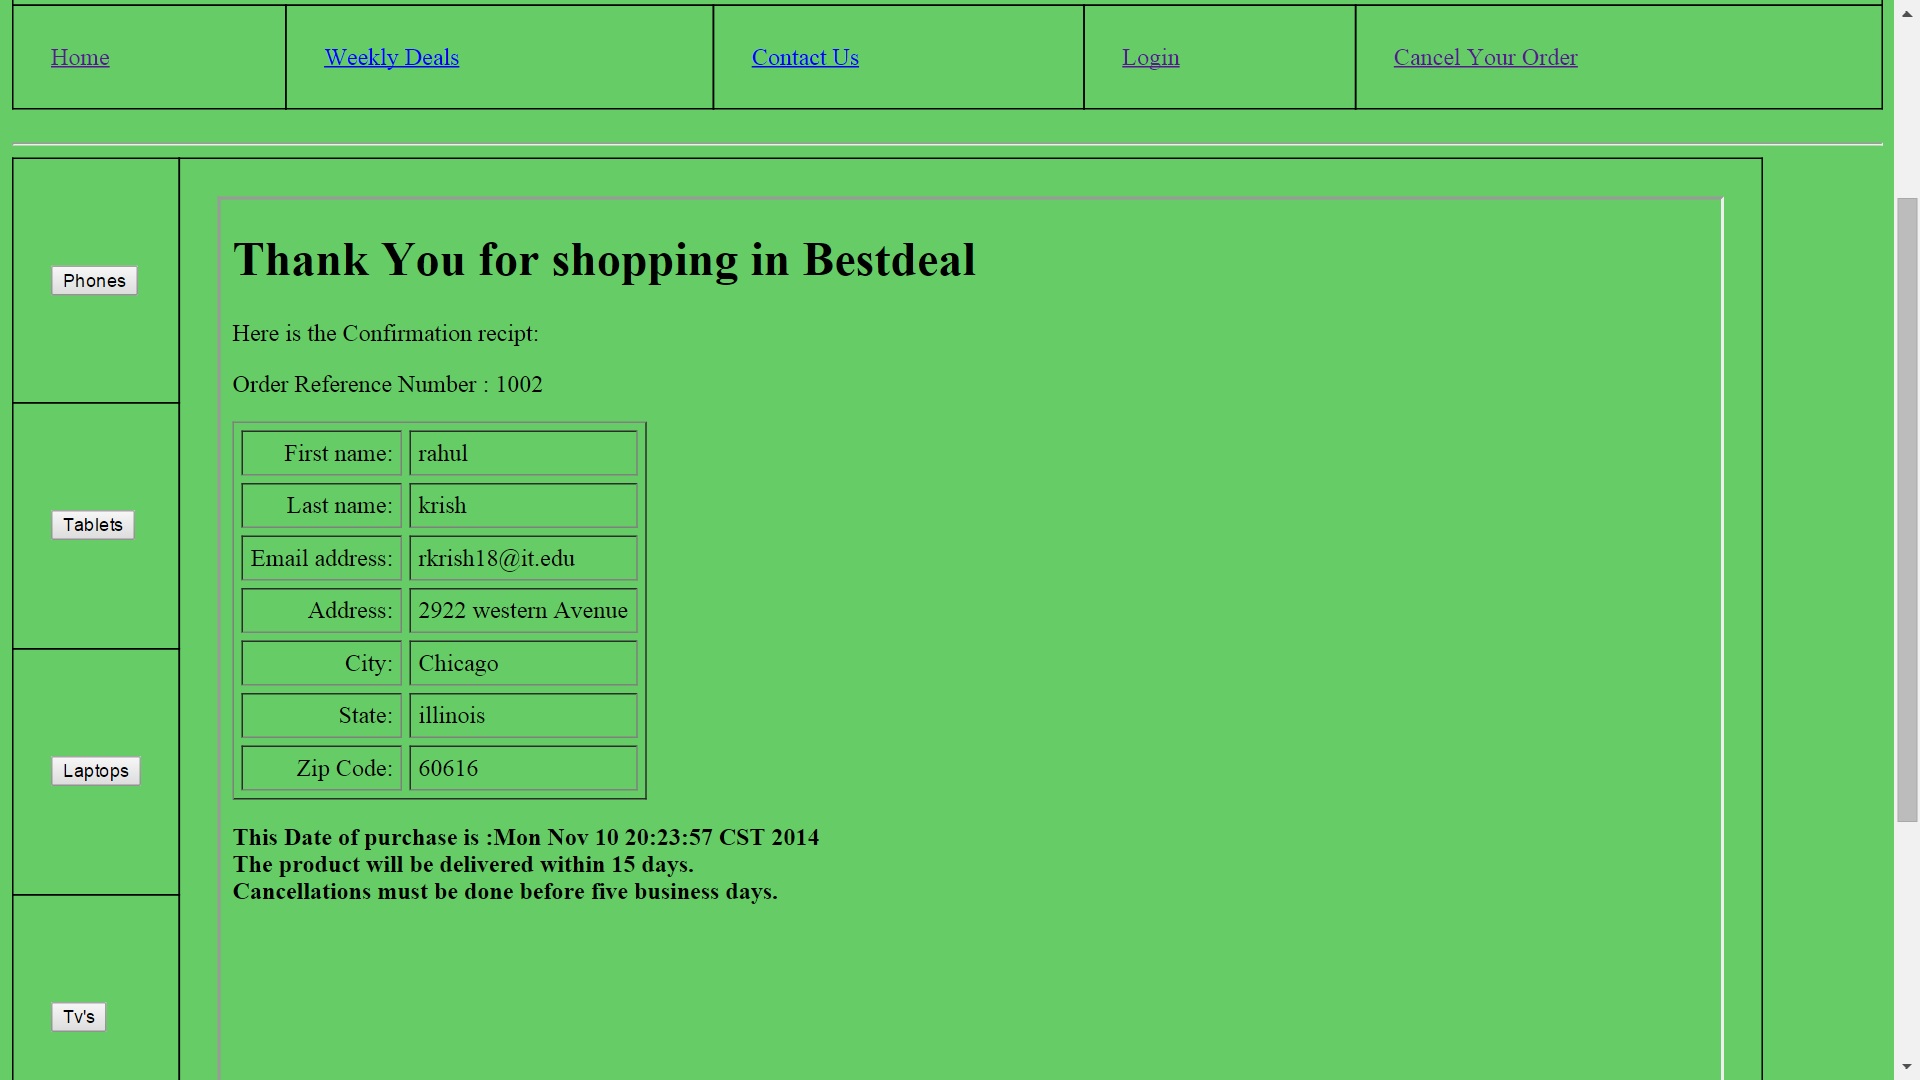 Home Weekly Deals Contact Us Login Cancel Your Order
Phones
Tablets
Laptops
Tv's
Thank You for shopping in Bestdeal
Here is the Confirmation recipt:
Order Reference Number : 1002
First name: rahul
Last name: krish
Email address: rkrish18@it.edu
Address: 2922 western Avenue
City: Chicago
State: illinois
Zip Code: 60616
This Date of purchase is :Mon Nov 10 20:23:57 CST 2014
The product will be delivered within 15 days.
Cancellations must be done before five business days.